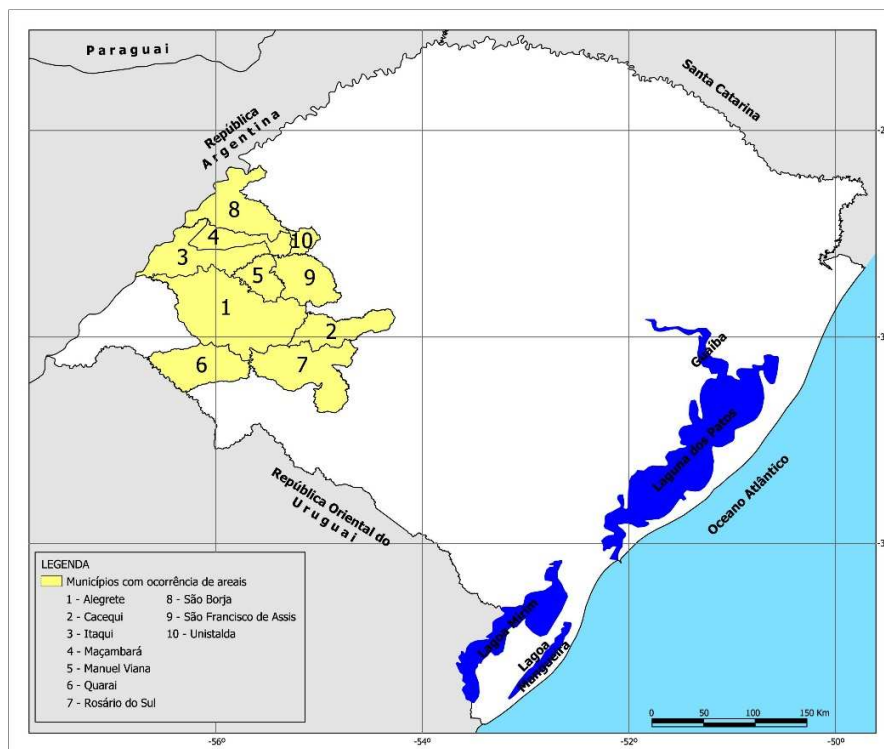 Paraguai
Santa Catarina
República
Argentina
8
4
10
3
5
9
1
2
6
7
Guaíba
Laguna dos Patos
Oceano Atlântico
República Oriental do
Uruguai
Lagoa Mirim
Lagoa
Mangueira
LEGENDA
Municípios com ocorrência de areais
1 - Alegrete
2 - Cacequi
3 - Itaqui
4 - Maçambará
5 - Manuel Viana
6 - Quarai
7 - Rosário do Sul
8 - São Borja
9 - São Francisco de Assis
10 - Unistalda
0 50 100 150 Km
-56º -54º -52º -50º